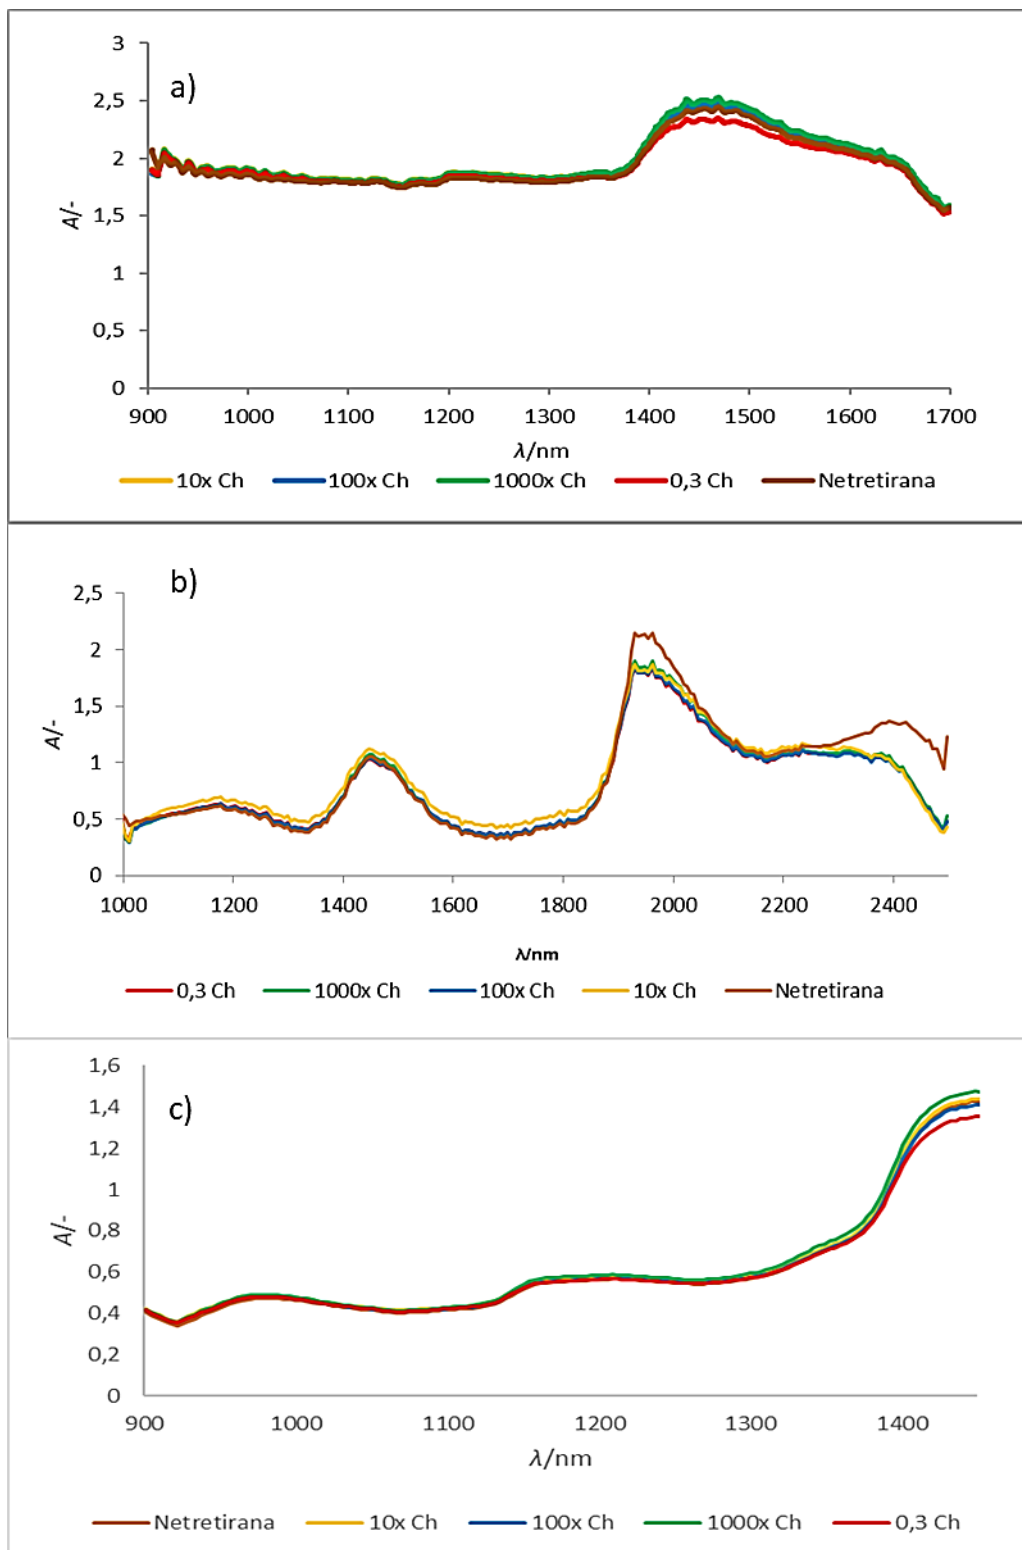 a)
3
2,5
2
1,5
1
0,5
0
A/-
900 1000 1100 1200 1300 1400 1500 1600 1700
λ/nm
10x Ch 100x Ch 1000x Ch 0,3 Ch Netretirana
b)
2,5
2
1,5
1
0,5
0
A/-
1000 1200 1400 1600 1800 2000 2200 2400
λ/nm
0,3 Ch 1000x Ch 100x Ch 10x Ch Netretirana
c)
1,6
1,4
1,2
1
0,8
0,6
0,4
0,2
0
A/-
900 1000 1100 1200 1300 1400
λ/nm
Netretirana 10x Ch 100x Ch 1000x Ch 0,3 Ch